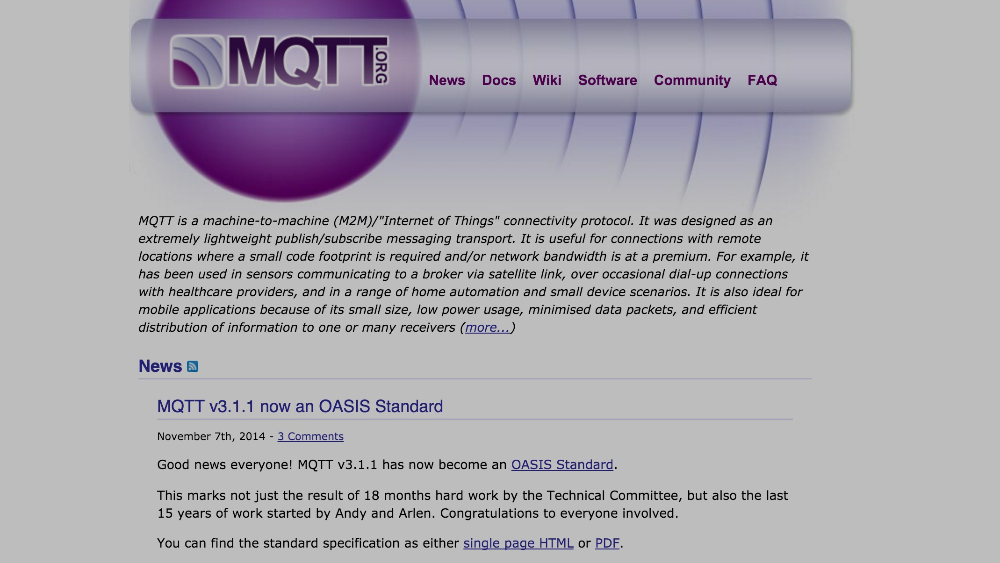 MQTT.ORG
News Docs Wiki Software Community FAQ
MQTT is a machine-to-machine (M2M)/"Internet of Things" connectivity protocol. It was designed as an
extremely lightweight publish/subscribe messaging transport. It is useful for connections with remote
locations where a small code footprint is required and/or network bandwidth is at a premium. For example, it
has been used in sensors communicating to a broker via satellite link, over occasional dial-up connections
with healthcare providers, and in a range of home automation and small device scenarios. It is also ideal for
mobile applications because of its small size, low power usage, minimised data packets, and efficient
distribution of information to one or many receivers (more...)
News
MQTT v3.1.1 now an OASIS Standard
November 7th, 2014 - 3 Comments
Good news everyone! MQTT v3.1.1 has now become an OASIS Standard.
This marks not just the result of 18 months hard work by the Technical Committee, but also the last
15 years of work started by Andy and Arlen. Congratulations to everyone involved.
You can find the standard specification as either single page HTML or PDF.